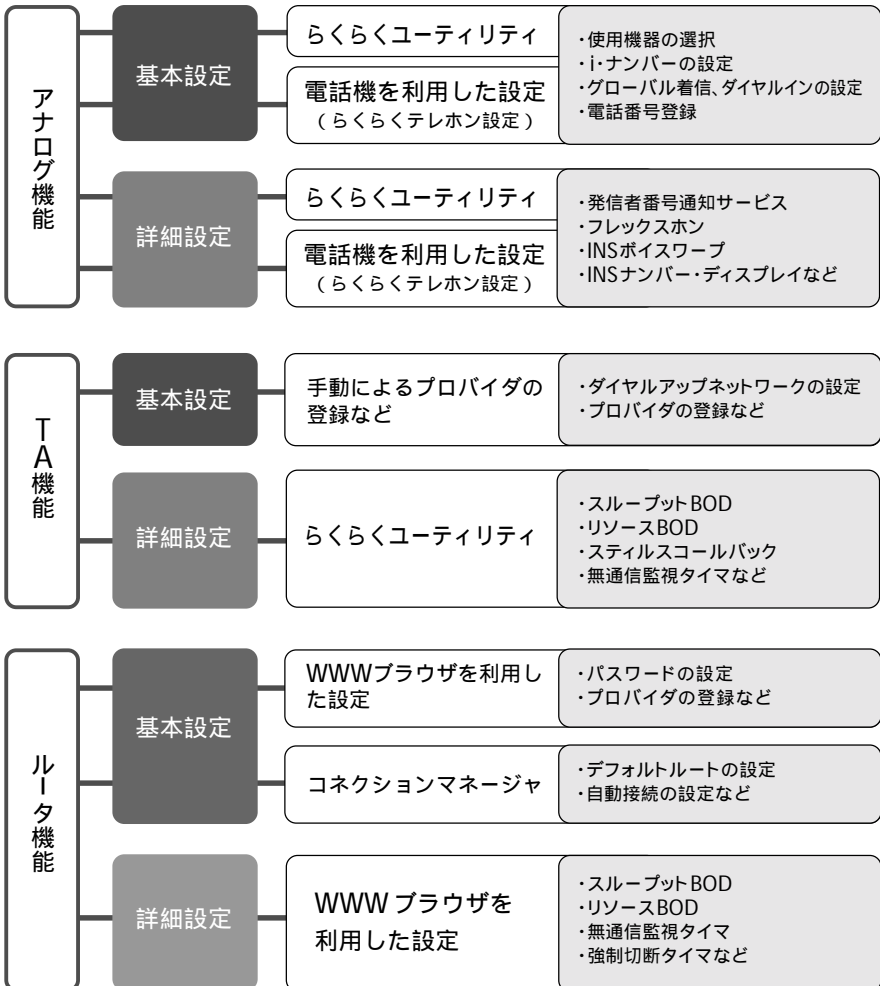 アナログ機能
基本設定
らくらくユーティリティ
電話機を利用した設定
(らくらくテレホン設定)
・使用機器の選択
・i・ナンバーの設定
・グローバル着信、ダイヤルインの設定
・電話番号登録
詳細設定
らくらくユーティリティ
電話機を利用した設定
(らくらくテレホン設定)
・発信者番号通知サービス
・フレックスホン
・INSボイスワープ
・INSナンバー・ディスプレイなど
TA機能
基本設定
手動によるプロバイダの
登録など
・ダイヤルアップネットワークの設定
・プロバイダの登録など
詳細設定
らくらくユーティリティ
・スループットBOD
・リソースBOD
・スティルスコールバック
・無通信監視タイマなど
ルータ機能
基本設定
WWWブラウザを利用し
た設定
・パスワードの設定
・プロバイダの登録など
コネクションマネージャ
・デフォルトルートの設定
・自動接続の設定など
詳細設定
WWW ブラウザを
利用した設定
・スループットBOD
・リソースBOD
・無通信監視タイマ
・強制切断タイマなど